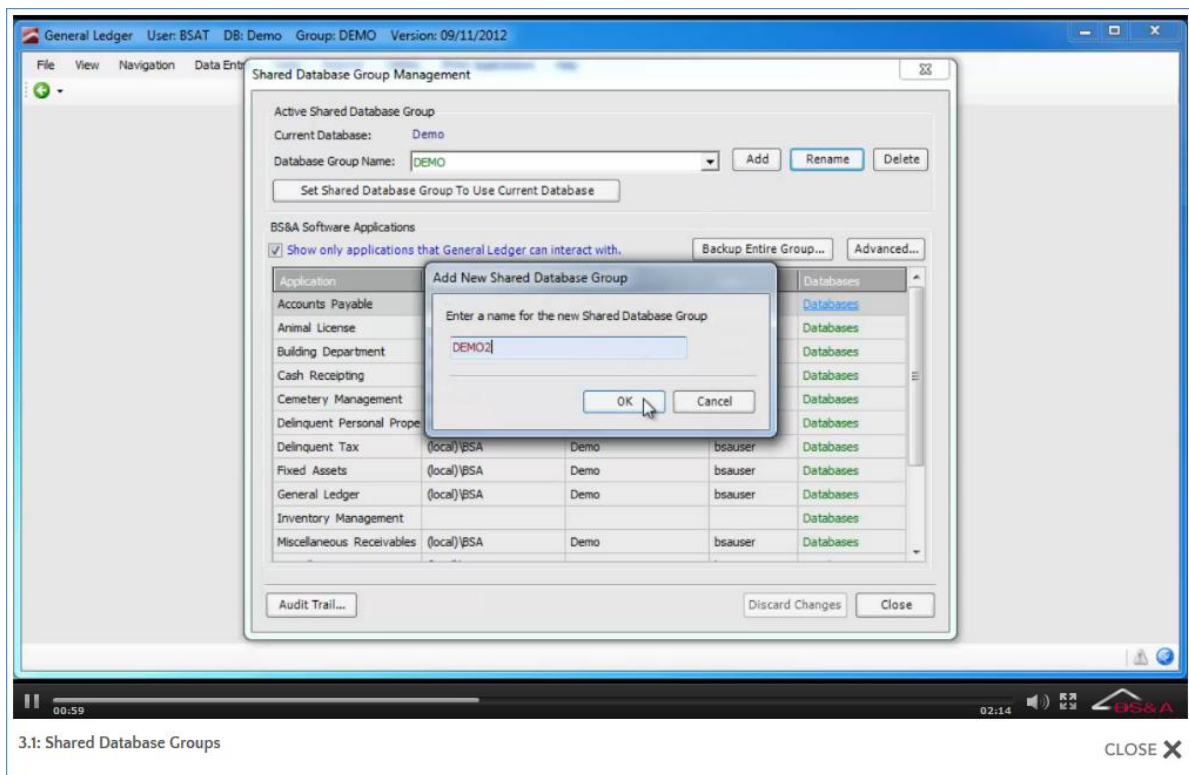 General Ledger User: BSAT DB: Demo Group: DEMO Version: 09/11/2012
File View Navigation Data Entr
Shared Database Group Management
Active Shared Database Group
Current Database: Demo
Database Group Name: DEMO Add Rename Delete
Set Shared Database Group To Use Current Database
BS&A Software Applications
Show only applications that General Ledger can interact with. Backup Entire Group... Advanced...
Application Databases
Accounts Payable Databases
Animal License Databases
Building Department Databases
Cash Receipting Databases
Cemetery Management Databases
Delinquent Personal Prope Databases
Add New Shared Database Group
Enter a name for the new Shared Database Group
DEMO2
OK Cancel
Delinquent Tax (local)\BSA Demo bsauser Databases
Fixed Assets (local)\BSA Demo bsauser Databases
General Ledger (local)\BSA Demo bsauser Databases
Inventory Management Databases
Miscellaneous Receivables (local)\BSA Demo bsauser Databases
Audit Trail... Discard Changes Close
00:59 02:14 BS&A
3.1: Shared Database Groups CLOSE